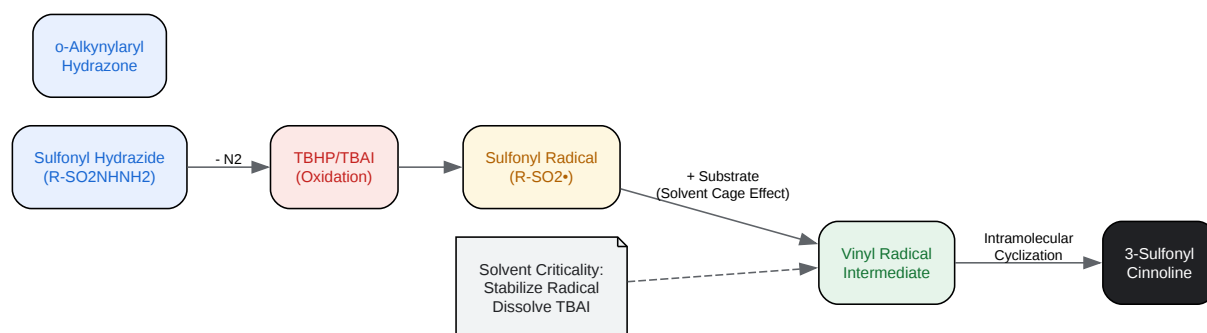 o-Alkynylaryl
Hydrazone
Sulfonyl Hydrazide
(R-SO2NHNH2)
- N2
TBHP/TBAI
(Oxidation)
Sulfonyl Radical
(R-SO2•)
+ Substrate
(Solvent Cage Effect)
Solvent Criticality:
Stabilize Radical
Dissolve TBAI
Vinyl Radical
Intermediate
Intramolecular
Cyclization
3-Sulfonyl
Cinnoline